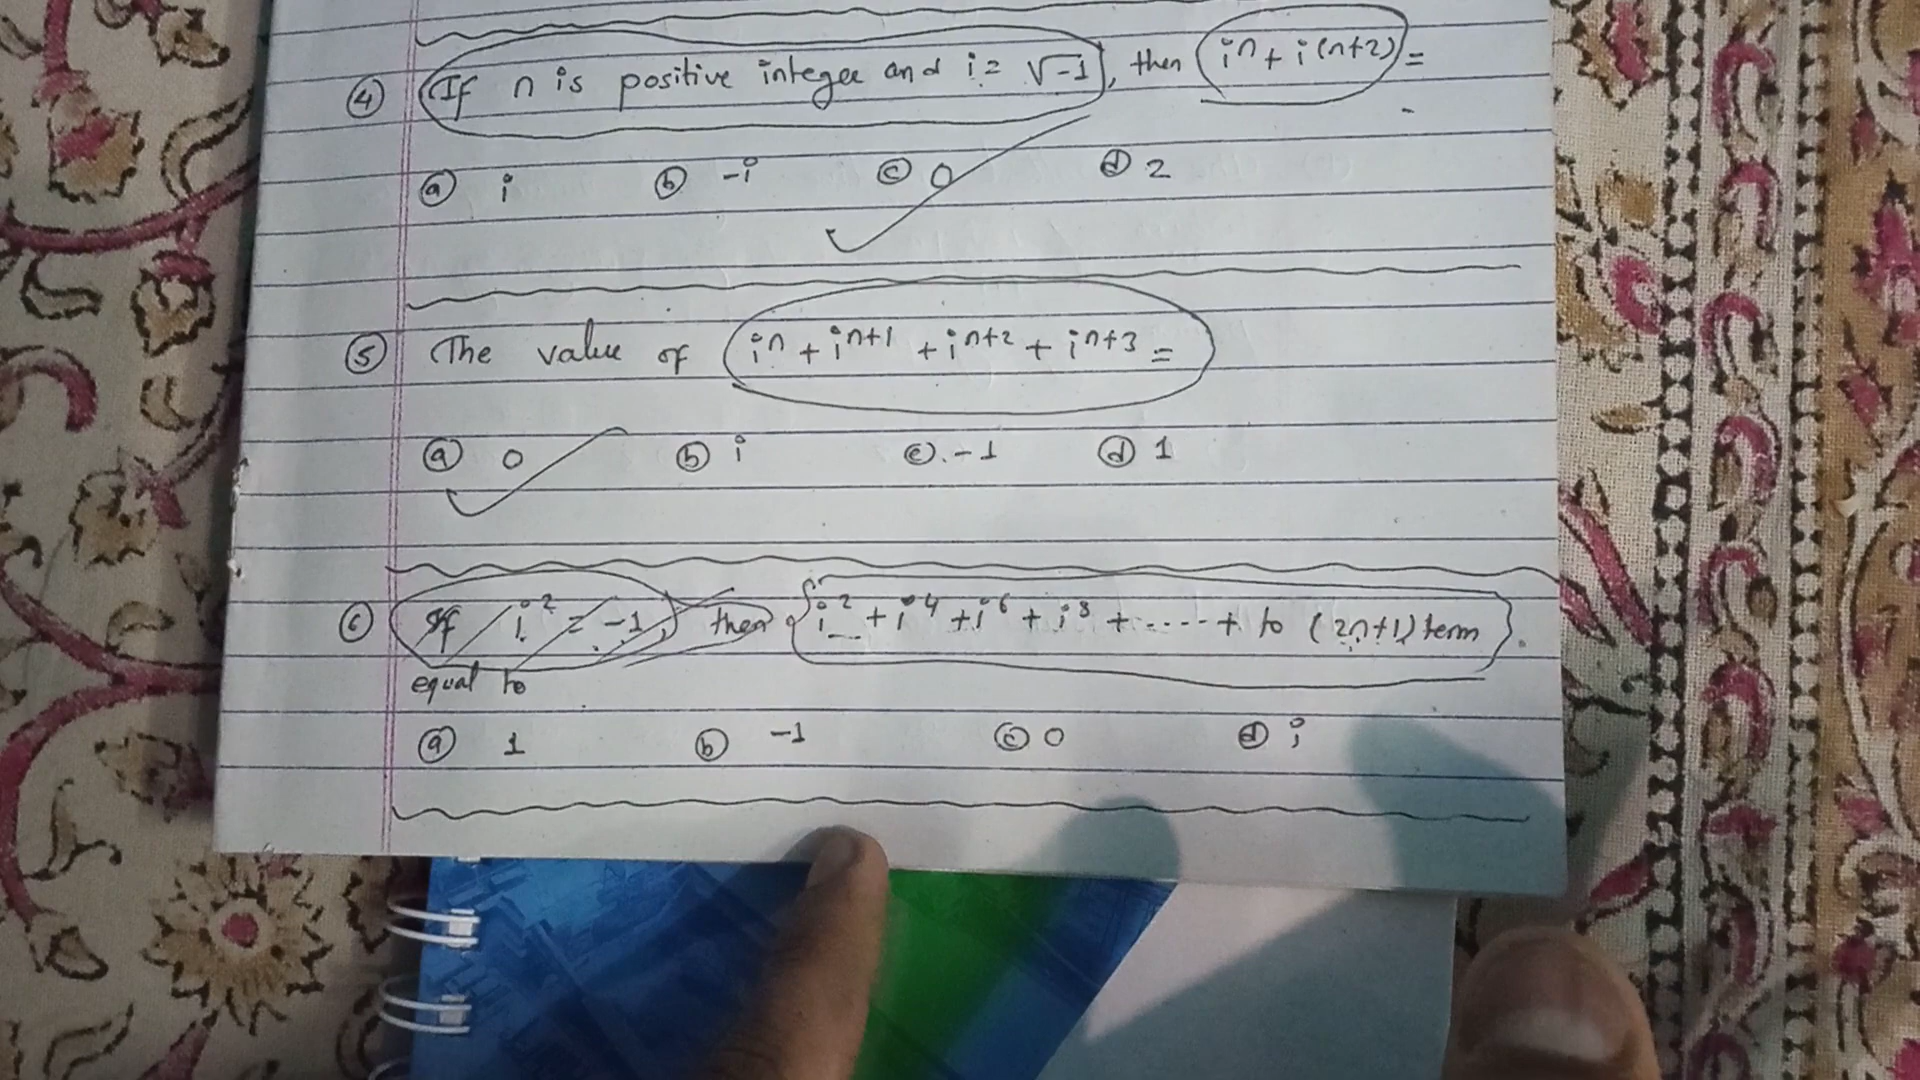 ④ If n is positive integer and i = √-1, then iⁿ + i(n+2) =
ⓐ i ⓑ -i ⓒ 0 ⓓ 2
⑤ The value of iⁿ + iⁿ⁺¹ + iⁿ⁺² + iⁿ⁺³ =
ⓐ 0 ⓑ i ⓒ -1 ⓓ 1
⑥ If i² = -1, then i² + i⁴ + i⁶ + i⁸ + ..... + to (2n+1) term
equal to
ⓐ 1 ⓑ -1 ⓒ 0 ⓓ i